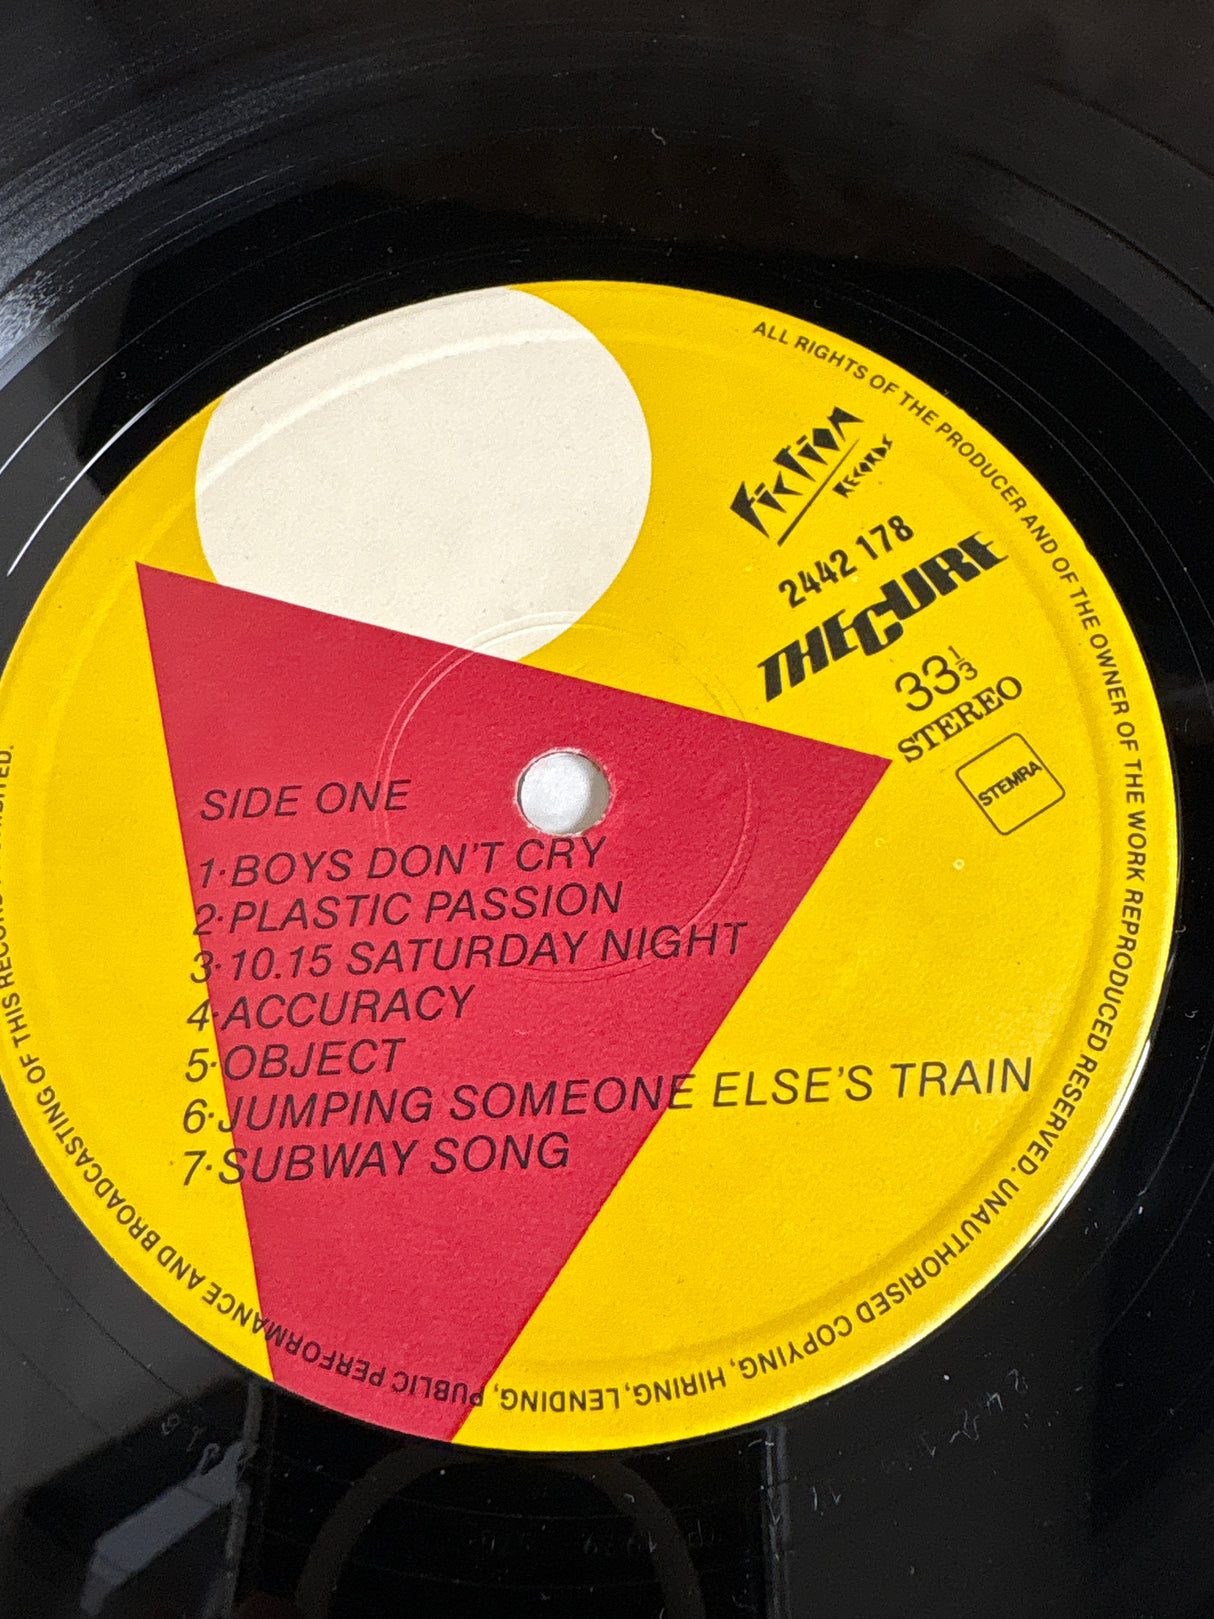 ALL RIGHTS OF THE PRODUCER AND OF THE OWNER OF THE WORK REPRODUCED RESERVED. UNAUTHORISED COPYING, HIRING, LENDING, PUBLIC PERFORMANCE AND BROADCASTING OF THIS RECORD
FICTION
RECORDS
2442 178
THE CURE
33⅓
STEREO
STEMRA
SIDE ONE
1·BOYS DON'T CRY
2·PLASTIC PASSION
3·10.15 SATURDAY NIGHT
4·ACCURACY
5·OBJECT
6·JUMPING SOMEONE ELSE'S TRAIN
7·SUBWAY SONG